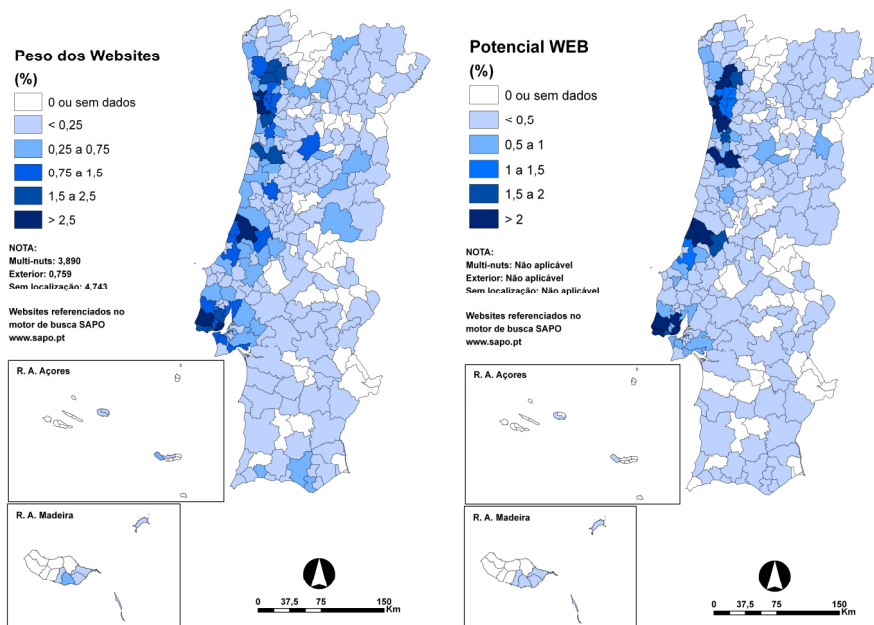 Peso dos Websites
(%)
0 ou sem dados
< 0,25
0,25 a 0,75
0,75 a 1,5
1,5 a 2,5
> 2,5
NOTA:
Multi-nuts: 3,890
Exterior: 0,759
Sem localização: 4,743
Websites referenciados no
motor de busca SAPO
www.sapo.pt
R. A. Açores
R. A. Madeira
0 37,5 75 150
Km
Potencial WEB
(%)
0 ou sem dados
< 0,5
0,5 a 1
1 a 1,5
1,5 a 2
> 2
NOTA:
Multi-nuts: Não aplicável
Exterior: Não aplicável
Sem localização: Não aplicável
Websites referenciados no
motor de busca SAPO
www.sapo.pt
R. A. Açores
R. A. Madeira
0 37,5 75 150
Km